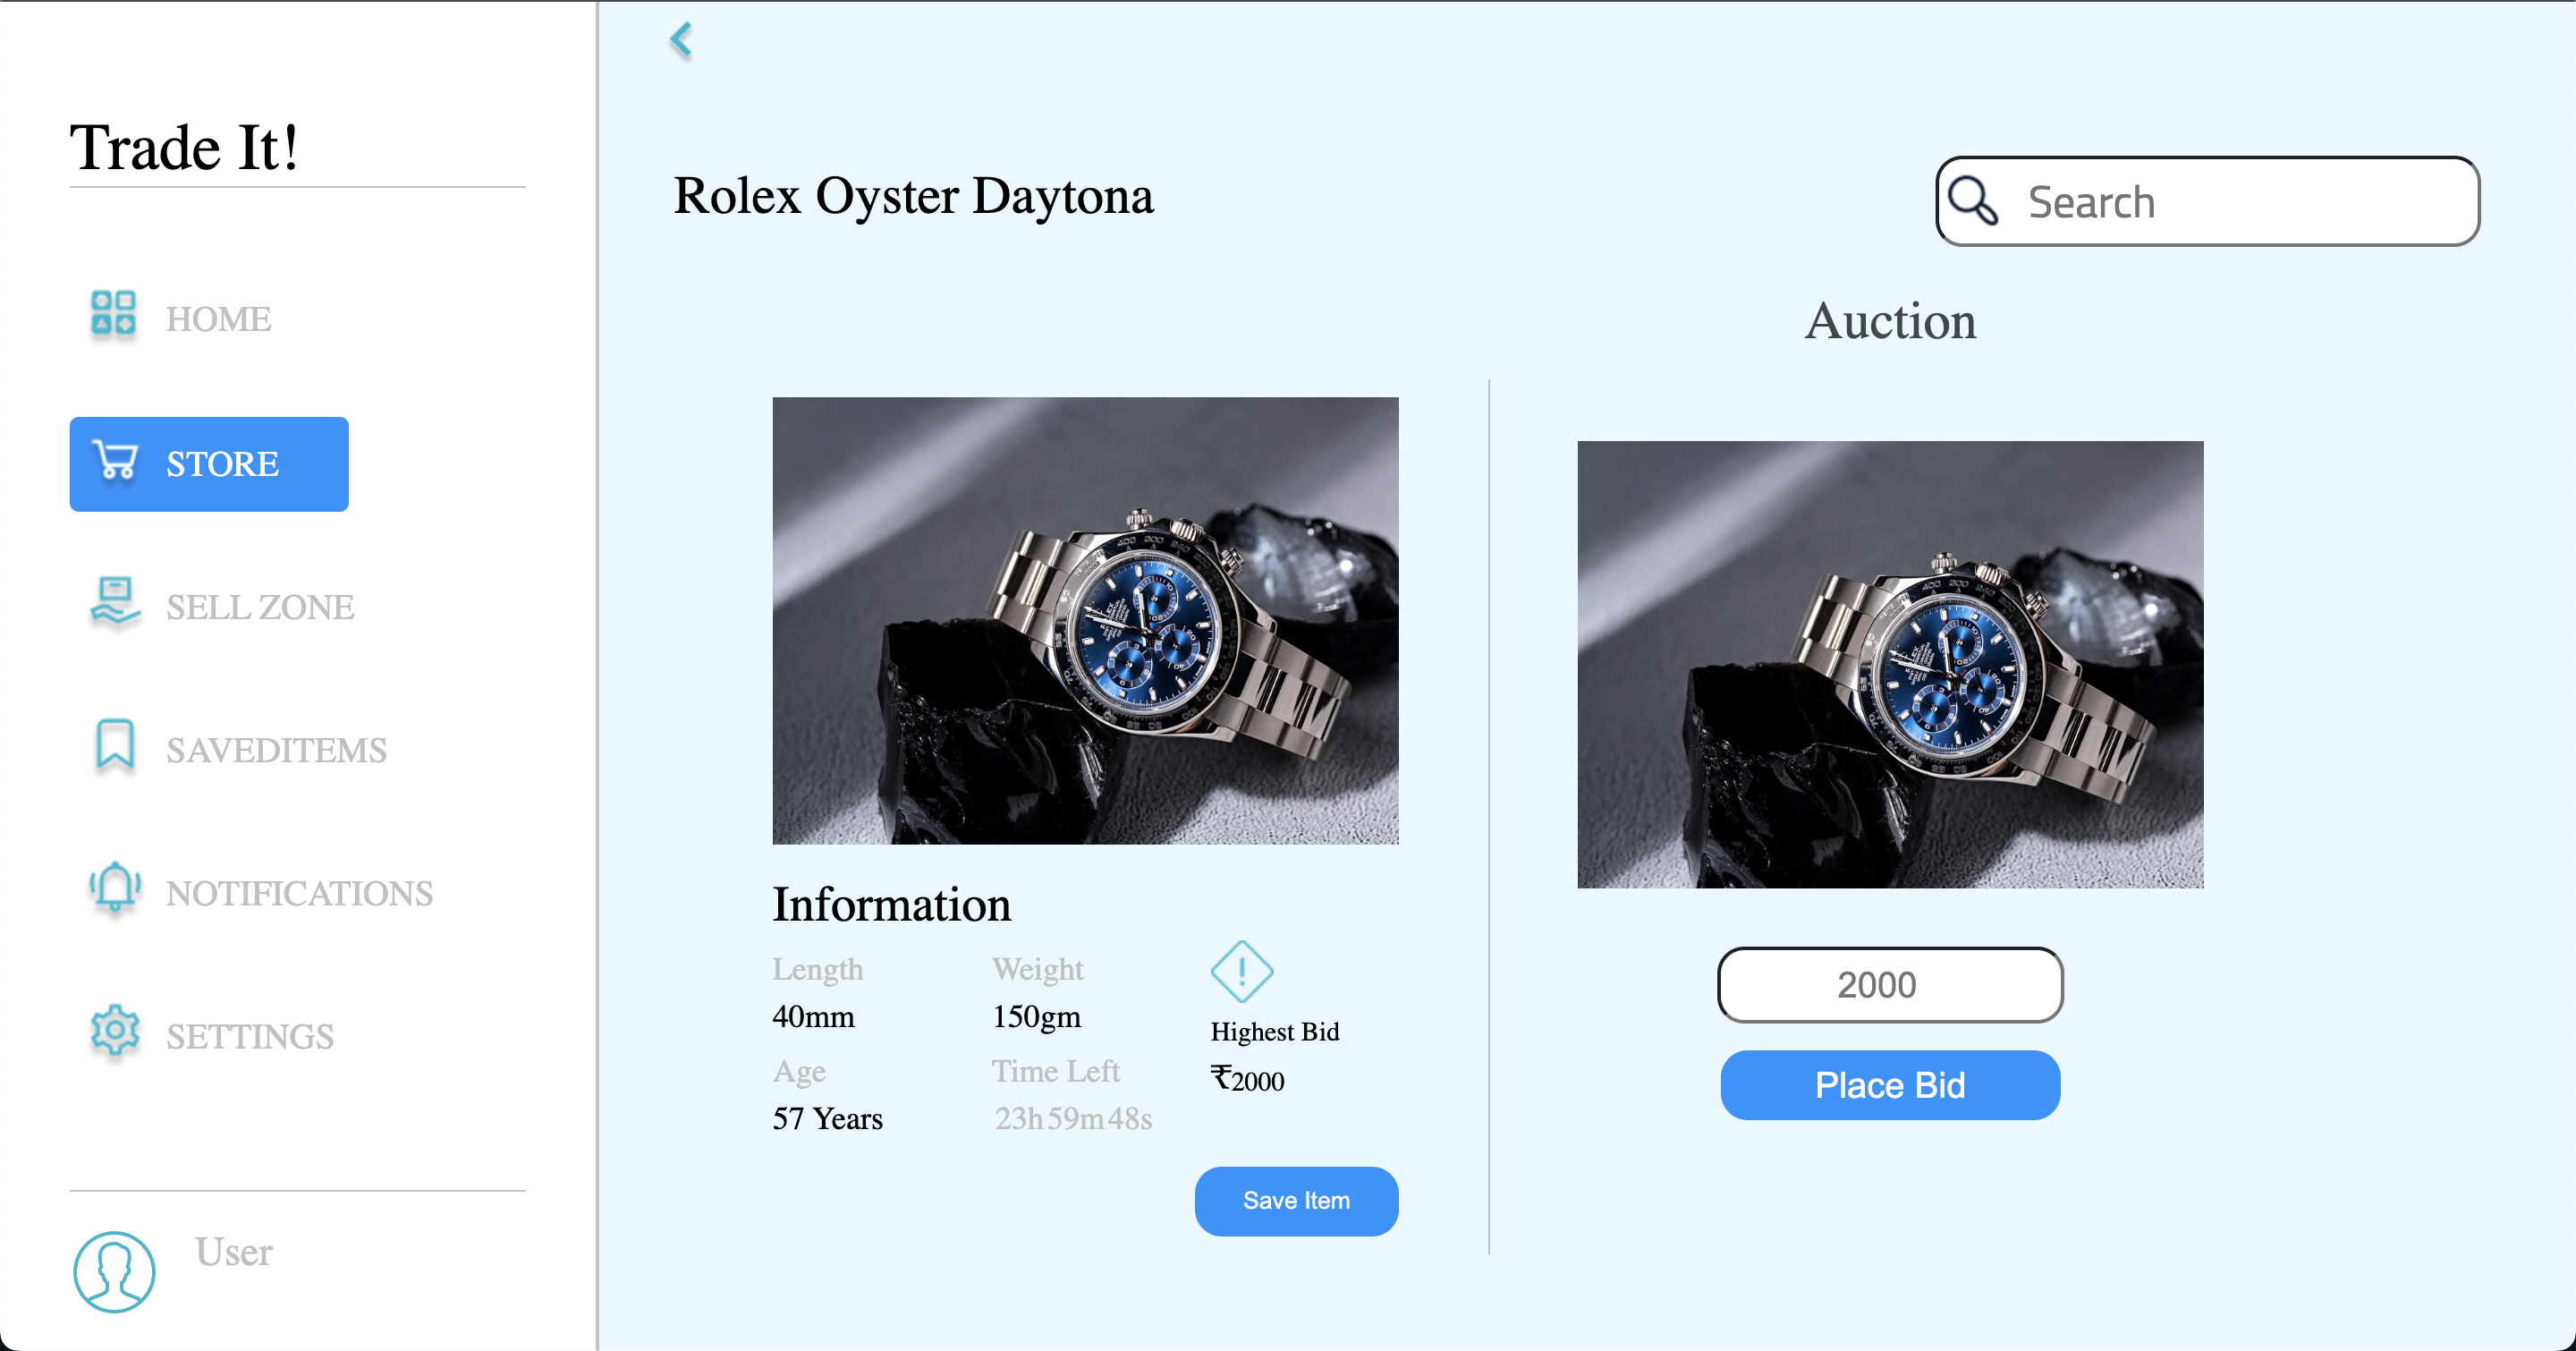 Trade It!
HOME
STORE
SELL ZONE
SAVEDITEMS
NOTIFICATIONS
SETTINGS
User
Rolex Oyster Daytona
Search
Information
Length
Weight
40mm
150gm
Age
Time Left
57 Years
23h 59m 48s
Highest Bid
₹2000
Save Item
Auction
2000
Place Bid